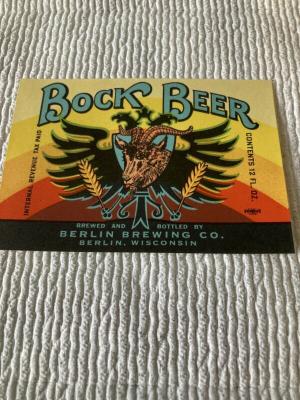 BOCK BEER
INTERNAL REVENUE TAX PAID
CONTENTS 12 FL. OZ.
BREWED AND BOTTLED BY
BERLIN BREWING CO.
BERLIN, WISCONSIN